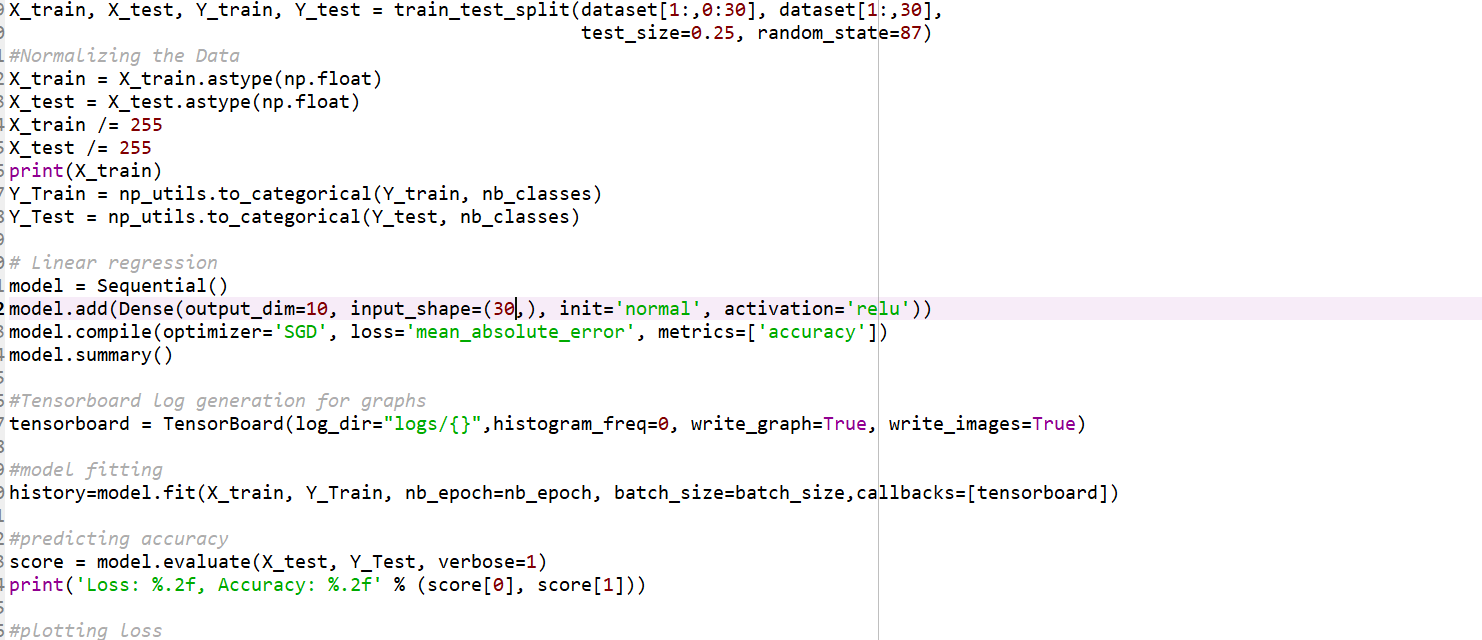 X_train, X_test, Y_train, Y_test = train_test_split(dataset[1:,0:30], dataset[1:,30],
test_size=0.25, random_state=87)
#Normalizing the Data
X_train = X_train.astype(np.float)
X_test = X_test.astype(np.float)
X_train /= 255
X_test /= 255
print(X_train)
Y_Train = np_utils.to_categorical(Y_train, nb_classes)
Y_Test = np_utils.to_categorical(Y_test, nb_classes)
# Linear regression
model = Sequential()
model.add(Dense(output_dim=10, input_shape=(30,), init='normal', activation='relu'))
model.compile(optimizer='SGD', loss='mean_absolute_error', metrics=['accuracy'])
model.summary()
#Tensorboard log generation for graphs
tensorboard = TensorBoard(log_dir="logs/{}",histogram_freq=0, write_graph=True, write_images=True)
#model fitting
history=model.fit(X_train, Y_Train, nb_epoch=nb_epoch, batch_size=batch_size,callbacks=[tensorboard])
#predicting accuracy
score = model.evaluate(X_test, Y_Test, verbose=1)
print('Loss: %.2f, Accuracy: %.2f' % (score[0], score[1]))
#plotting loss